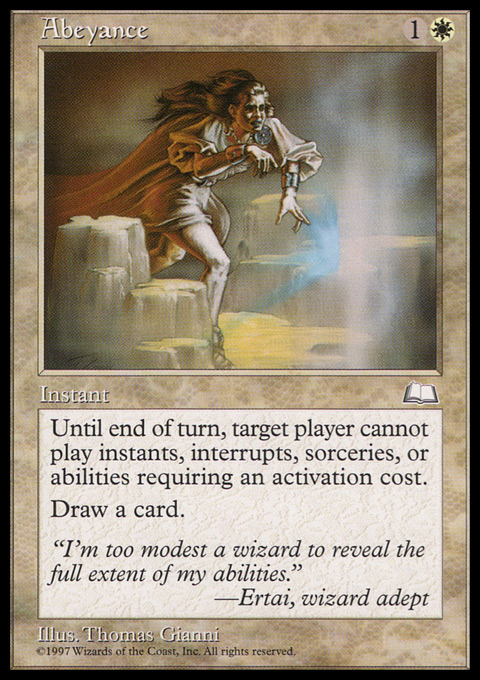 Abeyance 1
Instant
Until end of turn, target player cannot
play instants, interrupts, sorceries, or
abilities requiring an activation cost.
Draw a card.
“I’m too modest a wizard to reveal the
full extent of my abilities.”
—Ertai, wizard adept
Illus. Thomas Gianni
©1997 Wizards of the Coast, Inc. All rights reserved.